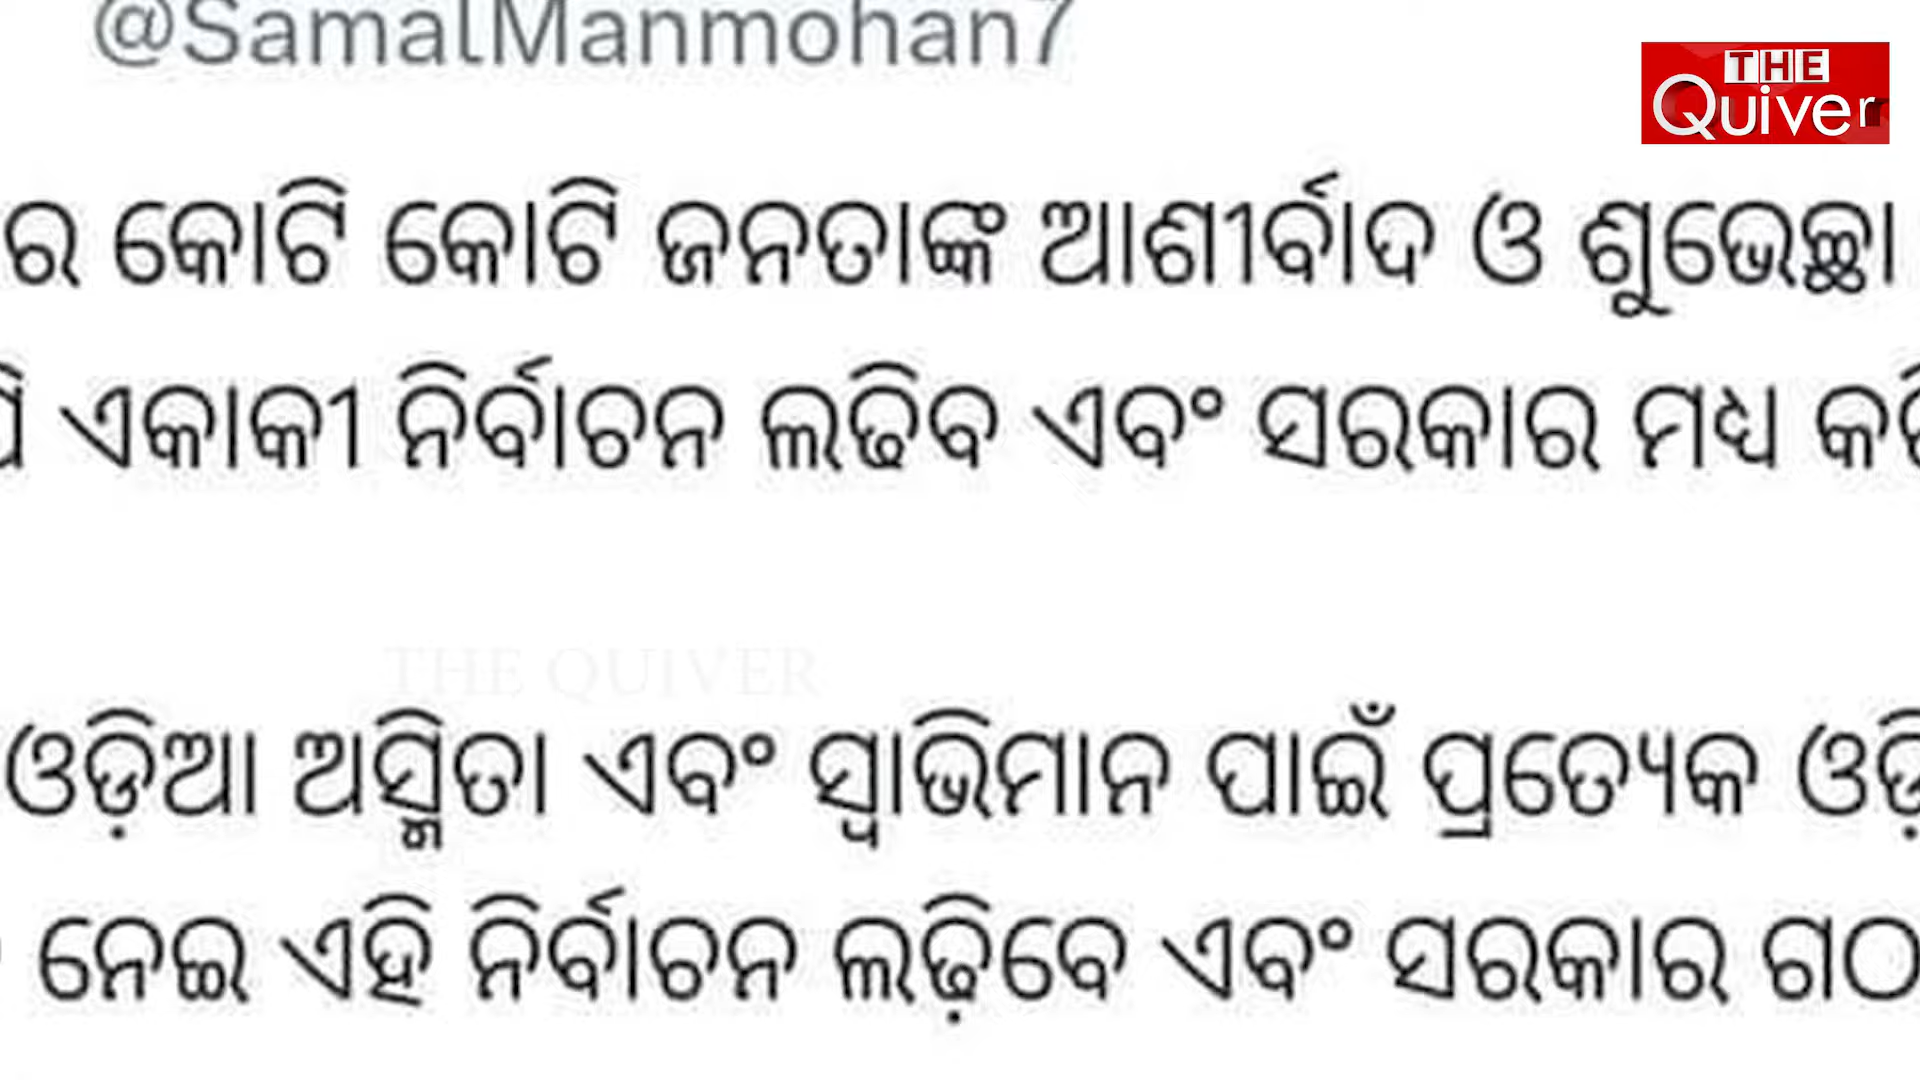 @SamalManmohan7
THE
Quiver
ର କୋଟି କୋଟି ଜନତାଙ୍କ ଆଶୀର୍ବାଦ ଓ ଶୁଭେଚ୍ଛା
ଏକାକୀ ନିର୍ବାଚନ ଲଢିବ ଏବଂ ସରକାର ମଧ୍ୟ
THE QUIVER
ଓଡ଼ିଆ ଅସ୍ମିତା ଏବଂ ସ୍ୱାଭିମାନ ପାଇଁ ପ୍ରତ୍ୟେକ
ନେଇ ଏହି ନିର୍ବାଚନ ଲଢ଼ିବେ ଏବଂ ସରକାର ଗଠ